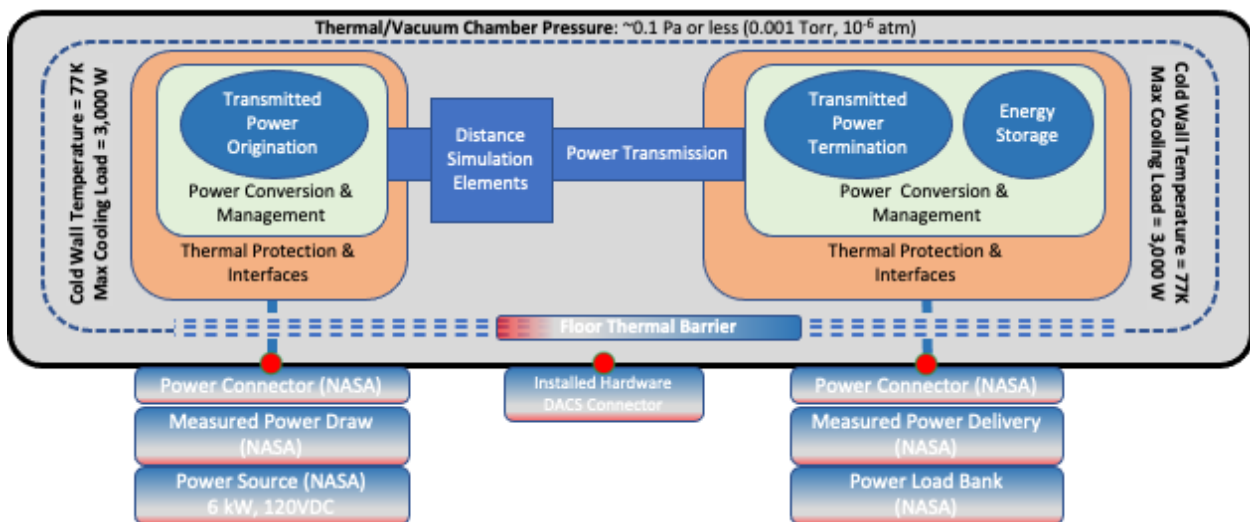 Thermal/Vacuum Chamber Pressure: ~0.1 Pa or less (0.001 Torr, 10⁻⁶ atm)
Cold Wall Temperature = 77K
Max Cooling Load = 3,000 W
Transmitted
Power
Origination
Power Conversion &
Management
Thermal Protection &
Interfaces
Distance
Simulation
Elements
Power Transmission
Transmitted
Power
Termination
Energy
Storage
Power Conversion &
Management
Thermal Protection &
Interfaces
Cold Wall Temperature = 77K
Max Cooling Load = 3,000 W
Floor Thermal Barrier
Power Connector (NASA)
Measured Power Draw
(NASA)
Power Source (NASA)
6 kW, 120VDC
Installed Hardware
DACS Connector
Power Connector (NASA)
Measured Power Delivery
(NASA)
Power Load Bank
(NASA)